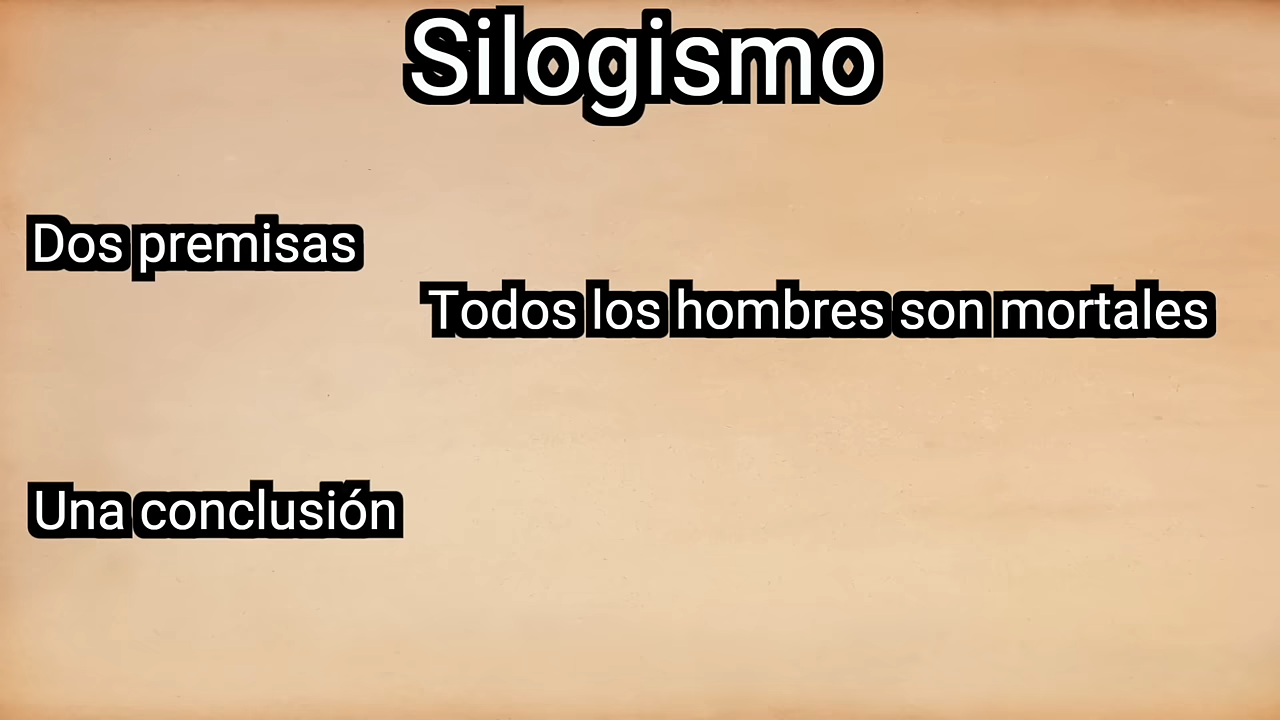 Silogismo
Dos premisas
Todos los hombres son mortales
Una conclusión